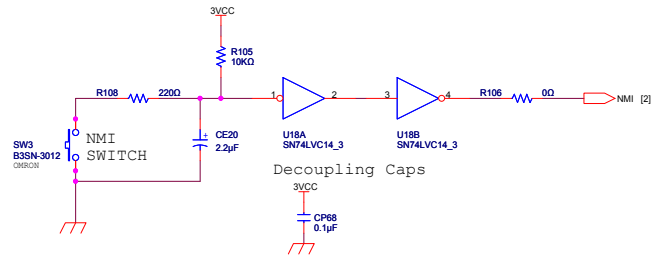 3VCC
R105
10KΩ
R108 220Ω
1 2 3 4
R106 0Ω
NMI [2]
SW3
B3SN-3012
OMRON
NMI
SWITCH
CE20
2.2µF
+
U18A
SN74LVC14_3
U18B
SN74LVC14_3
Decoupling Caps
3VCC
CP68
0.1µF